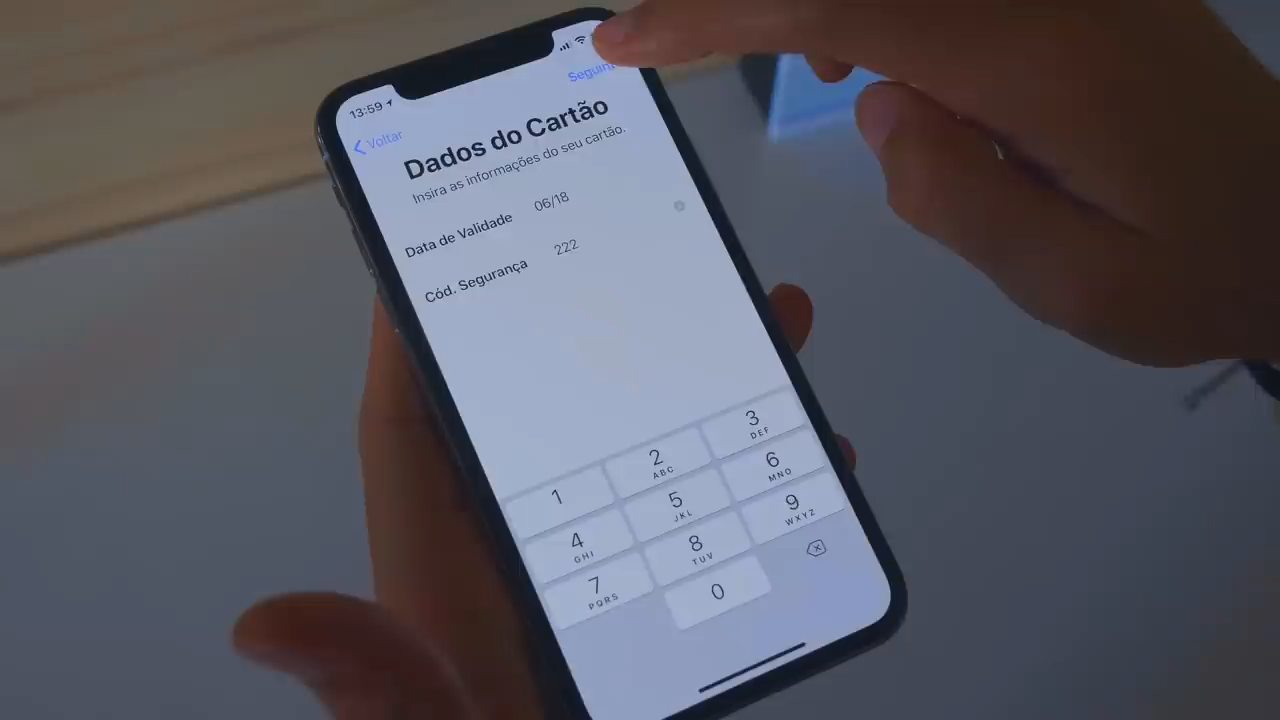 13:59
Voltar
Dados do Cartão
Insira as informações do seu cartão.
Data de Validade 06/18
Cód. Segurança 222
1
2 ABC
3 DEF
4 GHI
5 JKL
6 MNO
7 PQRS
8 TUV
9 WXYZ
0